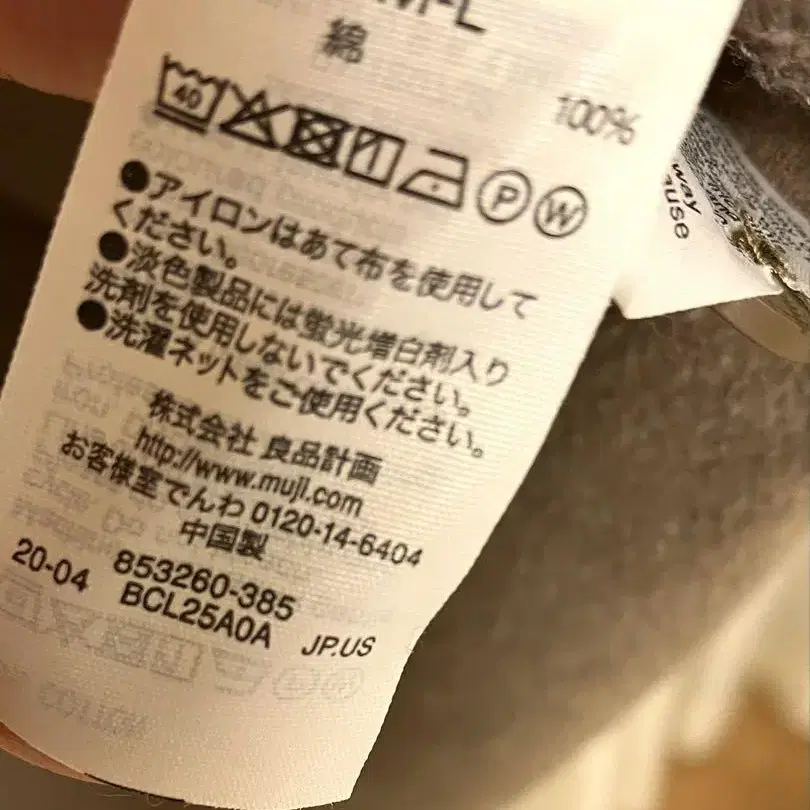 M-L
綿
100%
40
P W
●アイロンはあて布を使用して
ください。
●淡色製品には蛍光増白剤入り
洗剤を使用しないでください。
●洗濯ネットをご使用ください。
株式会社 良品計画
http://www.muji.com
お客様室でんわ 0120-14-6404
中国製
853260-385
20-04 BCL25A0A JP.US
way
COTTON